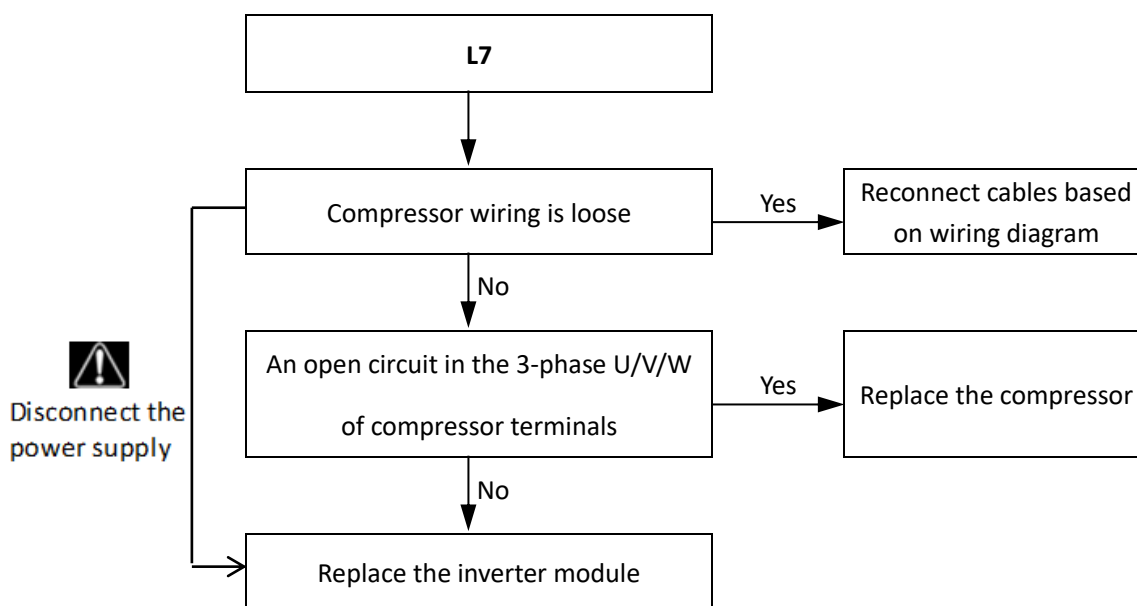 L7
Compressor wiring is loose
Yes
Reconnect cables based
on wiring diagram
No
An open circuit in the 3-phase U/V/W
of compressor terminals
Yes
Replace the compressor
Disconnect the
power supply
No
Replace the inverter module